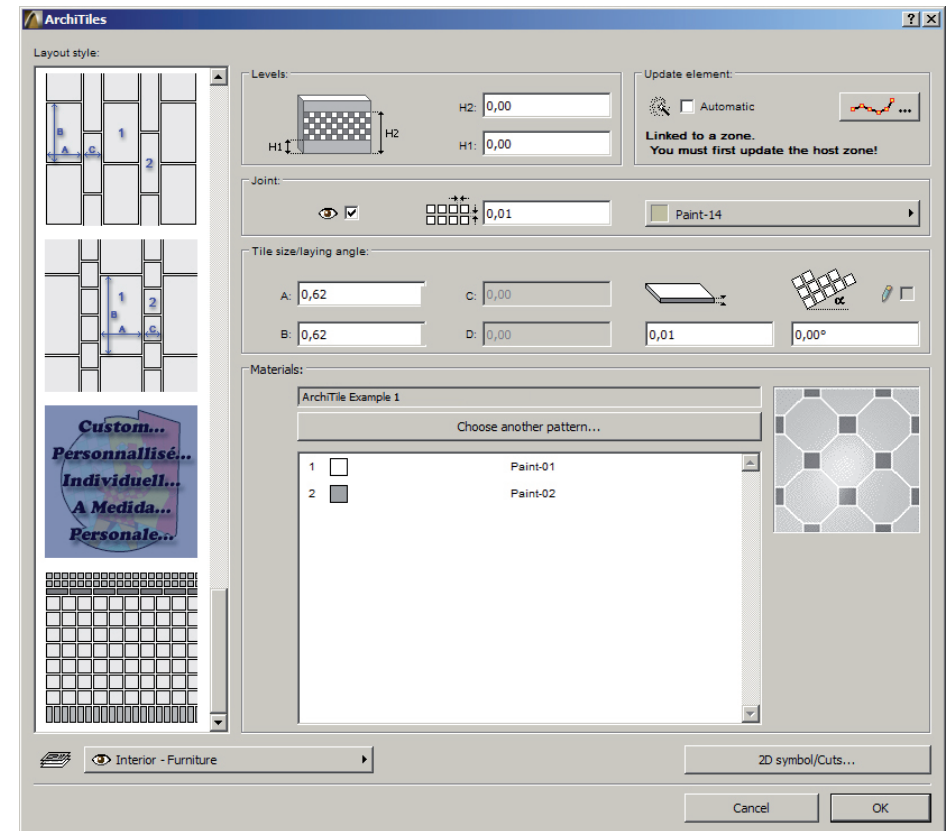 ArchiTiles
Layout style:
B
A
C
1
2
1
2
B
A
C
Custom...
Personnallisé...
Individuell...
A Medida...
Personale...
Levels:
H1
H2
H2: 0,00
H1: 0,00
Update element:
Automatic
...
Linked to a zone.
You must first update the host zone!
Joint:
0,01
Paint-14
Tile size/laying angle:
A: 0,62
C: 0,00
B: 0,62
D: 0,00
0,01
α
0,00°
Materials:
ArchiTile Example 1
Choose another pattern...
1 Paint-01
2 Paint-02
Interior - Furniture
2D symbol/Cuts...
Cancel
OK